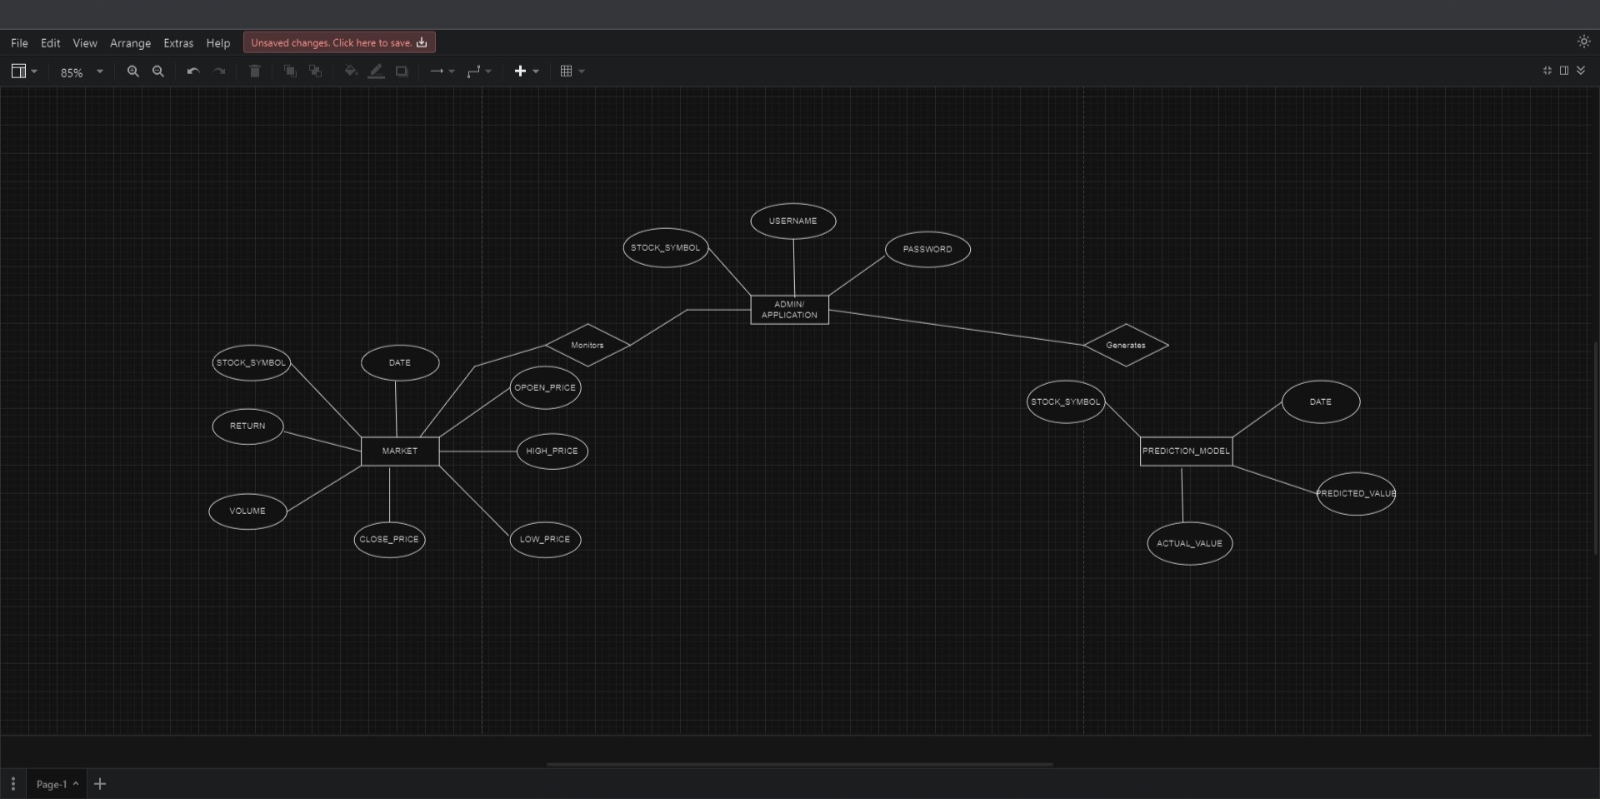 File Edit View Arrange Extras Help Unsaved changes. Click here to save.
85%
USERNAME
STOCK_SYMBOL
PASSWORD
ADMIN/
APPLICATION
Monitors
Generates
STOCK_SYMBOL
DATE
OPOEN_PRICE
STOCK_SYMBOL
DATE
RETURN
MARKET
HIGH_PRICE
PREDICTION_MODEL
PREDICTED_VALUE
VOLUME
CLOSE_PRICE
LOW_PRICE
ACTUAL_VALUE
Page-1